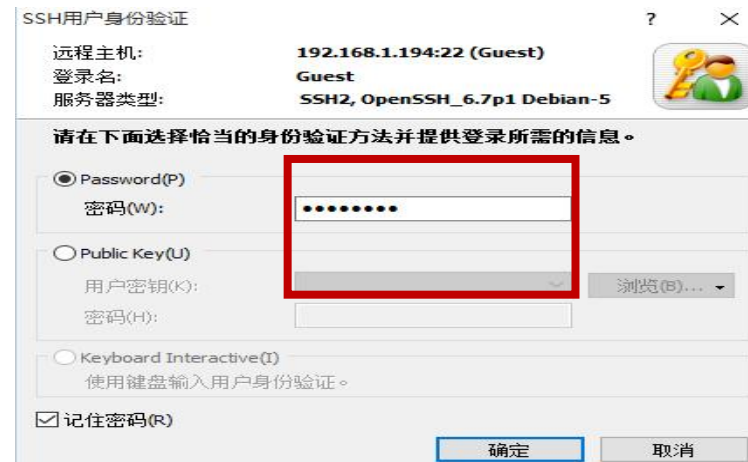 SSH用户身份验证
远程主机: 192.168.1.194:22 (Guest)
登录名: Guest
服务器类型: SSH2, OpenSSH_6.7p1 Debian-5
请在下面选择恰当的身份验证方法并提供登录所需的信息。
Password(P)
密码(W): ••••••••
Public Key(U)
用户密钥(K): 浏览(B)...
密码(H):
Keyboard Interactive(I)
使用键盘输入用户身份验证。
记住密码(R)
确定 取消